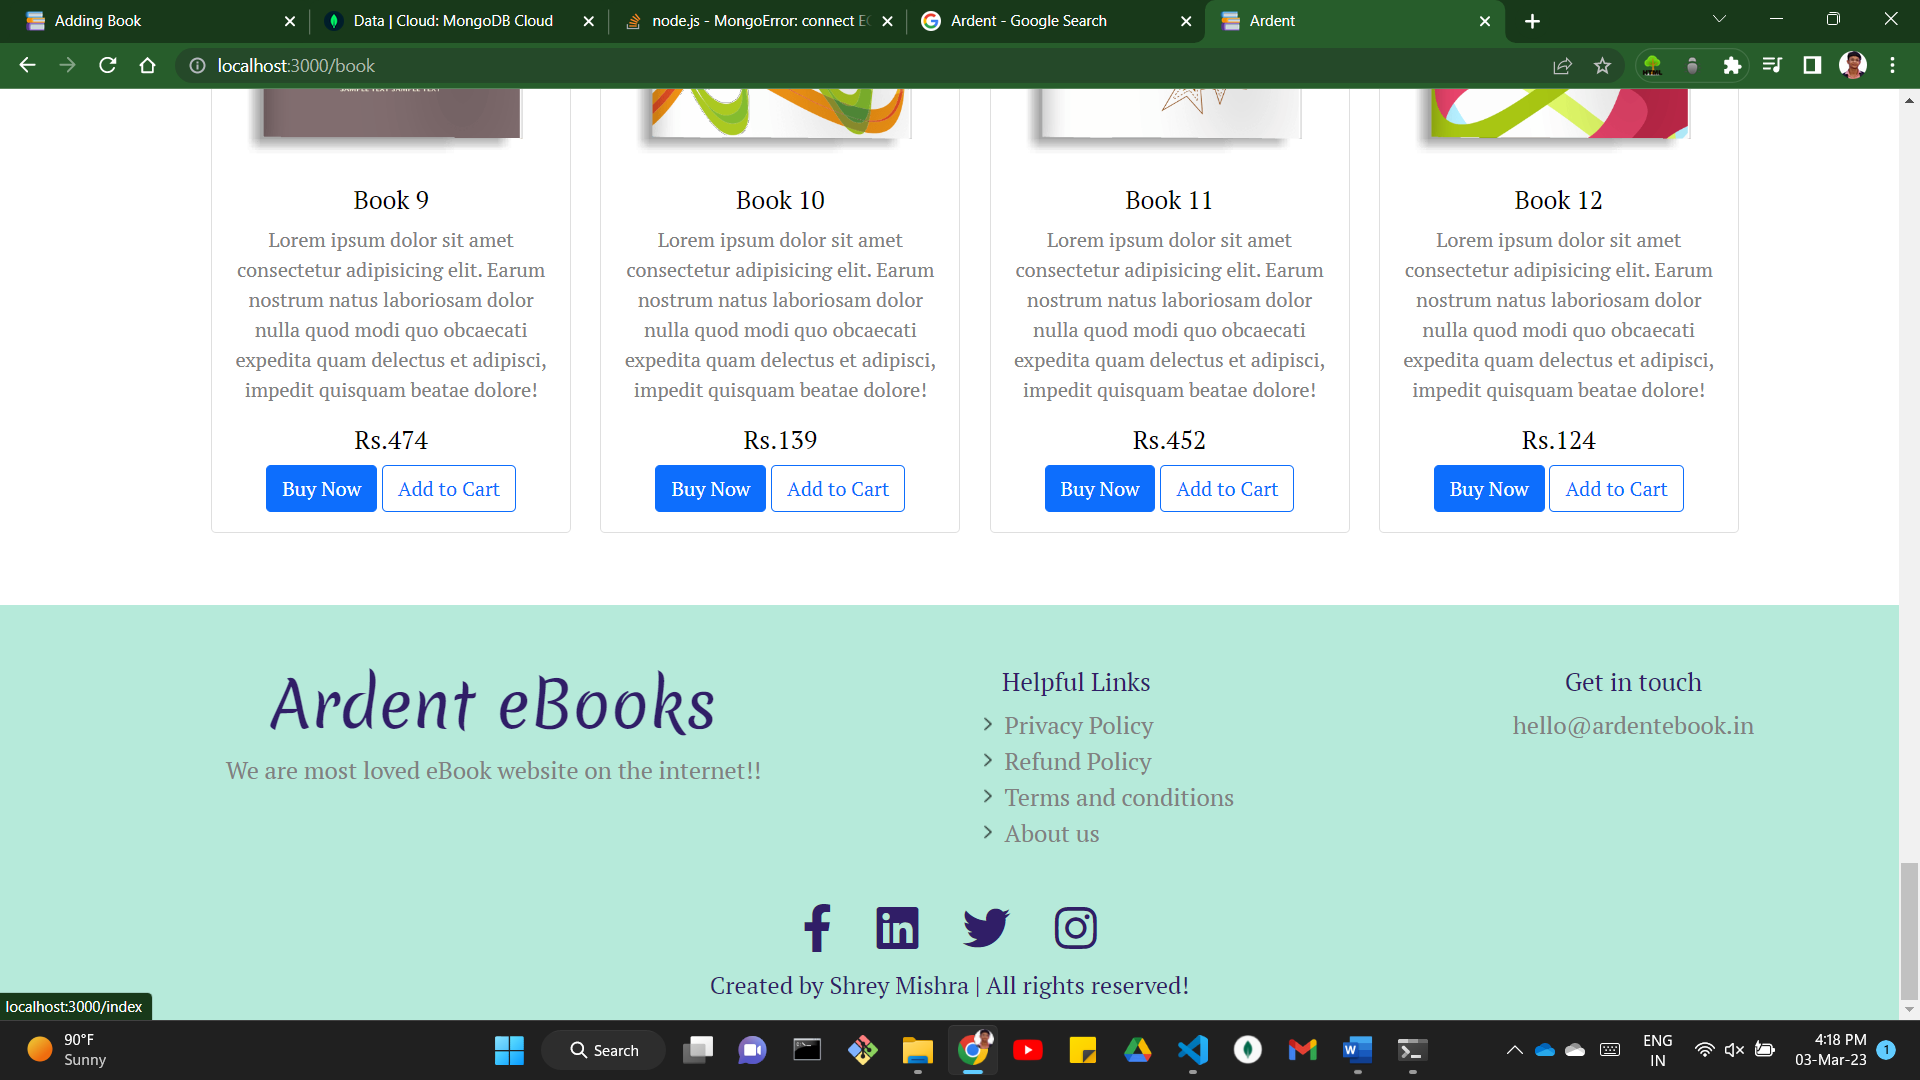 Adding Book
Data | Cloud: MongoDB Cloud
node.js - MongoError: connect EC
Ardent - Google Search
Ardent
localhost:3000/book
SAMPLE TEXT SAMPLE TEXT
Book 9
Lorem ipsum dolor sit amet
consectetur adipisicing elit. Earum
nostrum natus laboriosam dolor
nulla quod modi quo obcaecati
expedita quam delectus et adipisci,
impedit quisquam beatae dolore!
Rs.474
Buy Now Add to Cart
Book 10
Lorem ipsum dolor sit amet
consectetur adipisicing elit. Earum
nostrum natus laboriosam dolor
nulla quod modi quo obcaecati
expedita quam delectus et adipisci,
impedit quisquam beatae dolore!
Rs.139
Buy Now Add to Cart
Book 11
Lorem ipsum dolor sit amet
consectetur adipisicing elit. Earum
nostrum natus laboriosam dolor
nulla quod modi quo obcaecati
expedita quam delectus et adipisci,
impedit quisquam beatae dolore!
Rs.452
Buy Now Add to Cart
Book 12
Lorem ipsum dolor sit amet
consectetur adipisicing elit. Earum
nostrum natus laboriosam dolor
nulla quod modi quo obcaecati
expedita quam delectus et adipisci,
impedit quisquam beatae dolore!
Rs.124
Buy Now Add to Cart
Ardent eBooks
We are most loved eBook website on the internet!!
Helpful Links
Privacy Policy
Refund Policy
Terms and conditions
About us
Get in touch
hello@ardentebook.in
Created by Shrey Mishra | All rights reserved!
localhost:3000/index
90°F
Sunny
Search
ENG
IN
4:18 PM
03-Mar-23
1